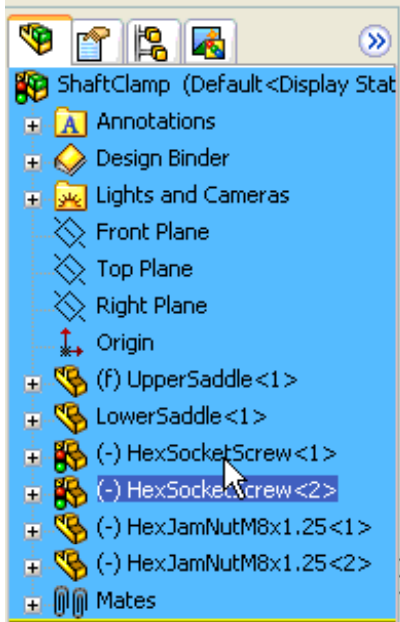 ShaftClamp (Default<Display Stat
Annotations
Design Binder
Lights and Cameras
Front Plane
Top Plane
Right Plane
Origin
(f) UpperSaddle<1>
LowerSaddle<1>
(-) HexSocketScrew<1>
(-) HexSocketScrew<2>
(-) HexJamNutM8x1.25<1>
(-) HexJamNutM8x1.25<2>
Mates